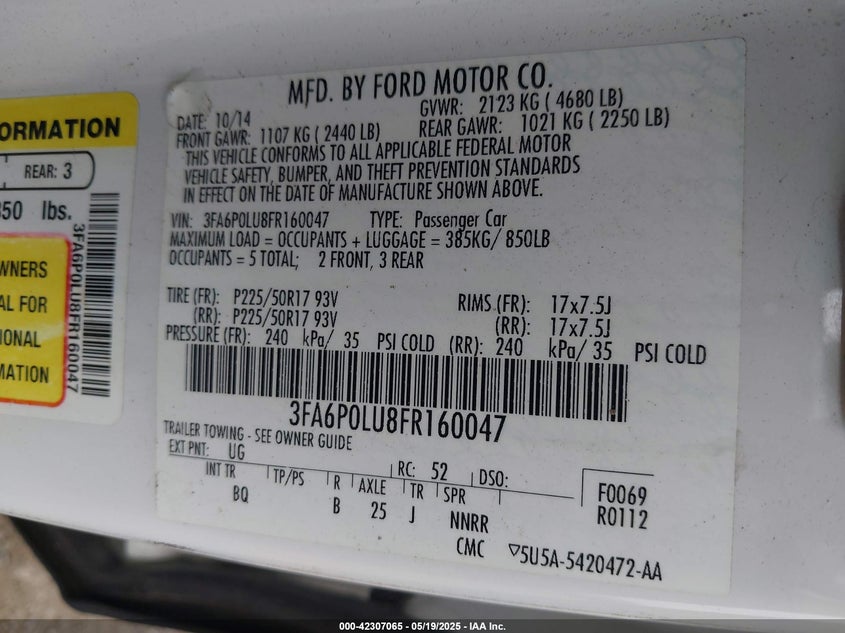 ORMATION
REAR: 3
850 lbs.
WNERS
AL FOR
IONAL
MATION
3FA6P0LU8FR160047
MFD. BY FORD MOTOR CO.
DATE: 10/14 GVWR: 2123 KG ( 4680 LB)
FRONT GAWR: 1107 KG ( 2440 LB) REAR GAWR: 1021 KG ( 2250 LB)
THIS VEHICLE CONFORMS TO ALL APPLICABLE FEDERAL MOTOR
VEHICLE SAFETY, BUMPER, AND THEFT PREVENTION STANDARDS
IN EFFECT ON THE DATE OF MANUFACTURE SHOWN ABOVE.
VIN: 3FA6P0LU8FR160047 TYPE: Passenger Car
MAXIMUM LOAD = OCCUPANTS + LUGGAGE = 385KG/ 850LB
OCCUPANTS = 5 TOTAL; 2 FRONT, 3 REAR
TIRE (FR): P225/50R17 93V RIMS (FR): 17x7.5J
(RR): P225/50R17 93V (RR): 17x7.5J
PRESSURE (FR): 240 kPa/ 35 PSI COLD (RR): 240 kPa/ 35 PSI COLD
3FA6P0LU8FR160047
TRAILER TOWING - SEE OWNER GUIDE
EXT PNT: UG RC: 52 DSO: F0069
INT TR TP/PS R AXLE TR SPR R0112
BQ B 25 J NNRR
CMC ▽5U5A-5420472-AA
000-42307065 - 05/19/2025 - IAA Inc.